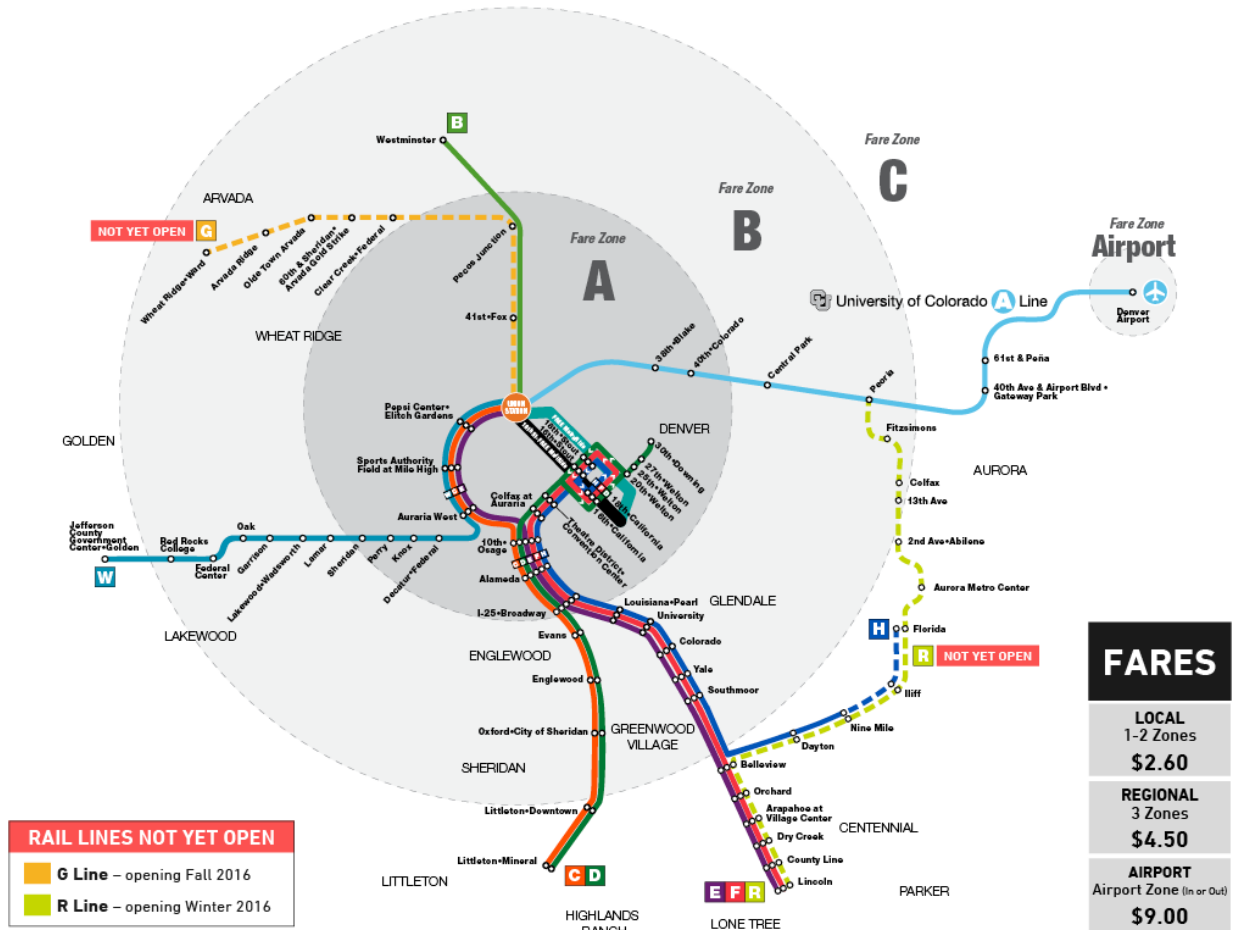 B
Westminster
ARVADA
NOT YET OPEN G
Wheat Ridge•Ward
Arvada Ridge
Olde Town Arvada
60th & Sheridan•
Arvada Gold Strike
Clear Creek•Federal
Pecos Junction
41st•Fox
WHEAT RIDGE
Fare Zone
A
Fare Zone
B
Fare Zone
C
Fare Zone
Airport
University of Colorado A Line
Denver
Airport
61st & Peña
40th Ave & Airport Blvd •
Gateway Park
38th•Blake
40th•Colorado
Central Park
Peoria
UNION
STATION
Pepsi Center•
Elitch Gardens
GOLDEN
Sports Authority
Field at Mile High
Auraria West
DENVER
18th•Stout
16th•Stout
30th•Downing
27th•Welton
25th•Welton
20th•Welton
18th•California
16th•California
Colfax at
Auraria
Theatre District•
Convention Center
10th•
Osage
Alameda
I-25•Broadway
Jefferson
County
Government
Center•Golden
W
Red Rocks
College
Federal
Center
Oak
Garrison
Lakewood•Wadsworth
Lamar
Sheridan
Perry
Knox
Decatur•Federal
LAKEWOOD
Fitzsimons
AURORA
Colfax
13th Ave
2nd Ave•Abilene
Aurora Metro Center
H
Florida
R NOT YET OPEN
Iliff
Nine Mile
Dayton
GLENDALE
Louisiana•Pearl
University
Colorado
Yale
Southmoor
Evans
ENGLEWOOD
Englewood
Oxford•City of Sheridan
GREENWOOD
VILLAGE
SHERIDAN
Belleview
Orchard
Arapahoe at
Village Center
Dry Creek
County Line
Lincoln
CENTENNIAL
PARKER
Littleton•Downtown
Littleton•Mineral
C D
LITTLETON
HIGHLANDS
RANCH
E F R
LONE TREE
RAIL LINES NOT YET OPEN
G Line – opening Fall 2016
R Line – opening Winter 2016
FARES
LOCAL
1-2 Zones
$2.60
REGIONAL
3 Zones
$4.50
AIRPORT
Airport Zone (In or Out)
$9.00